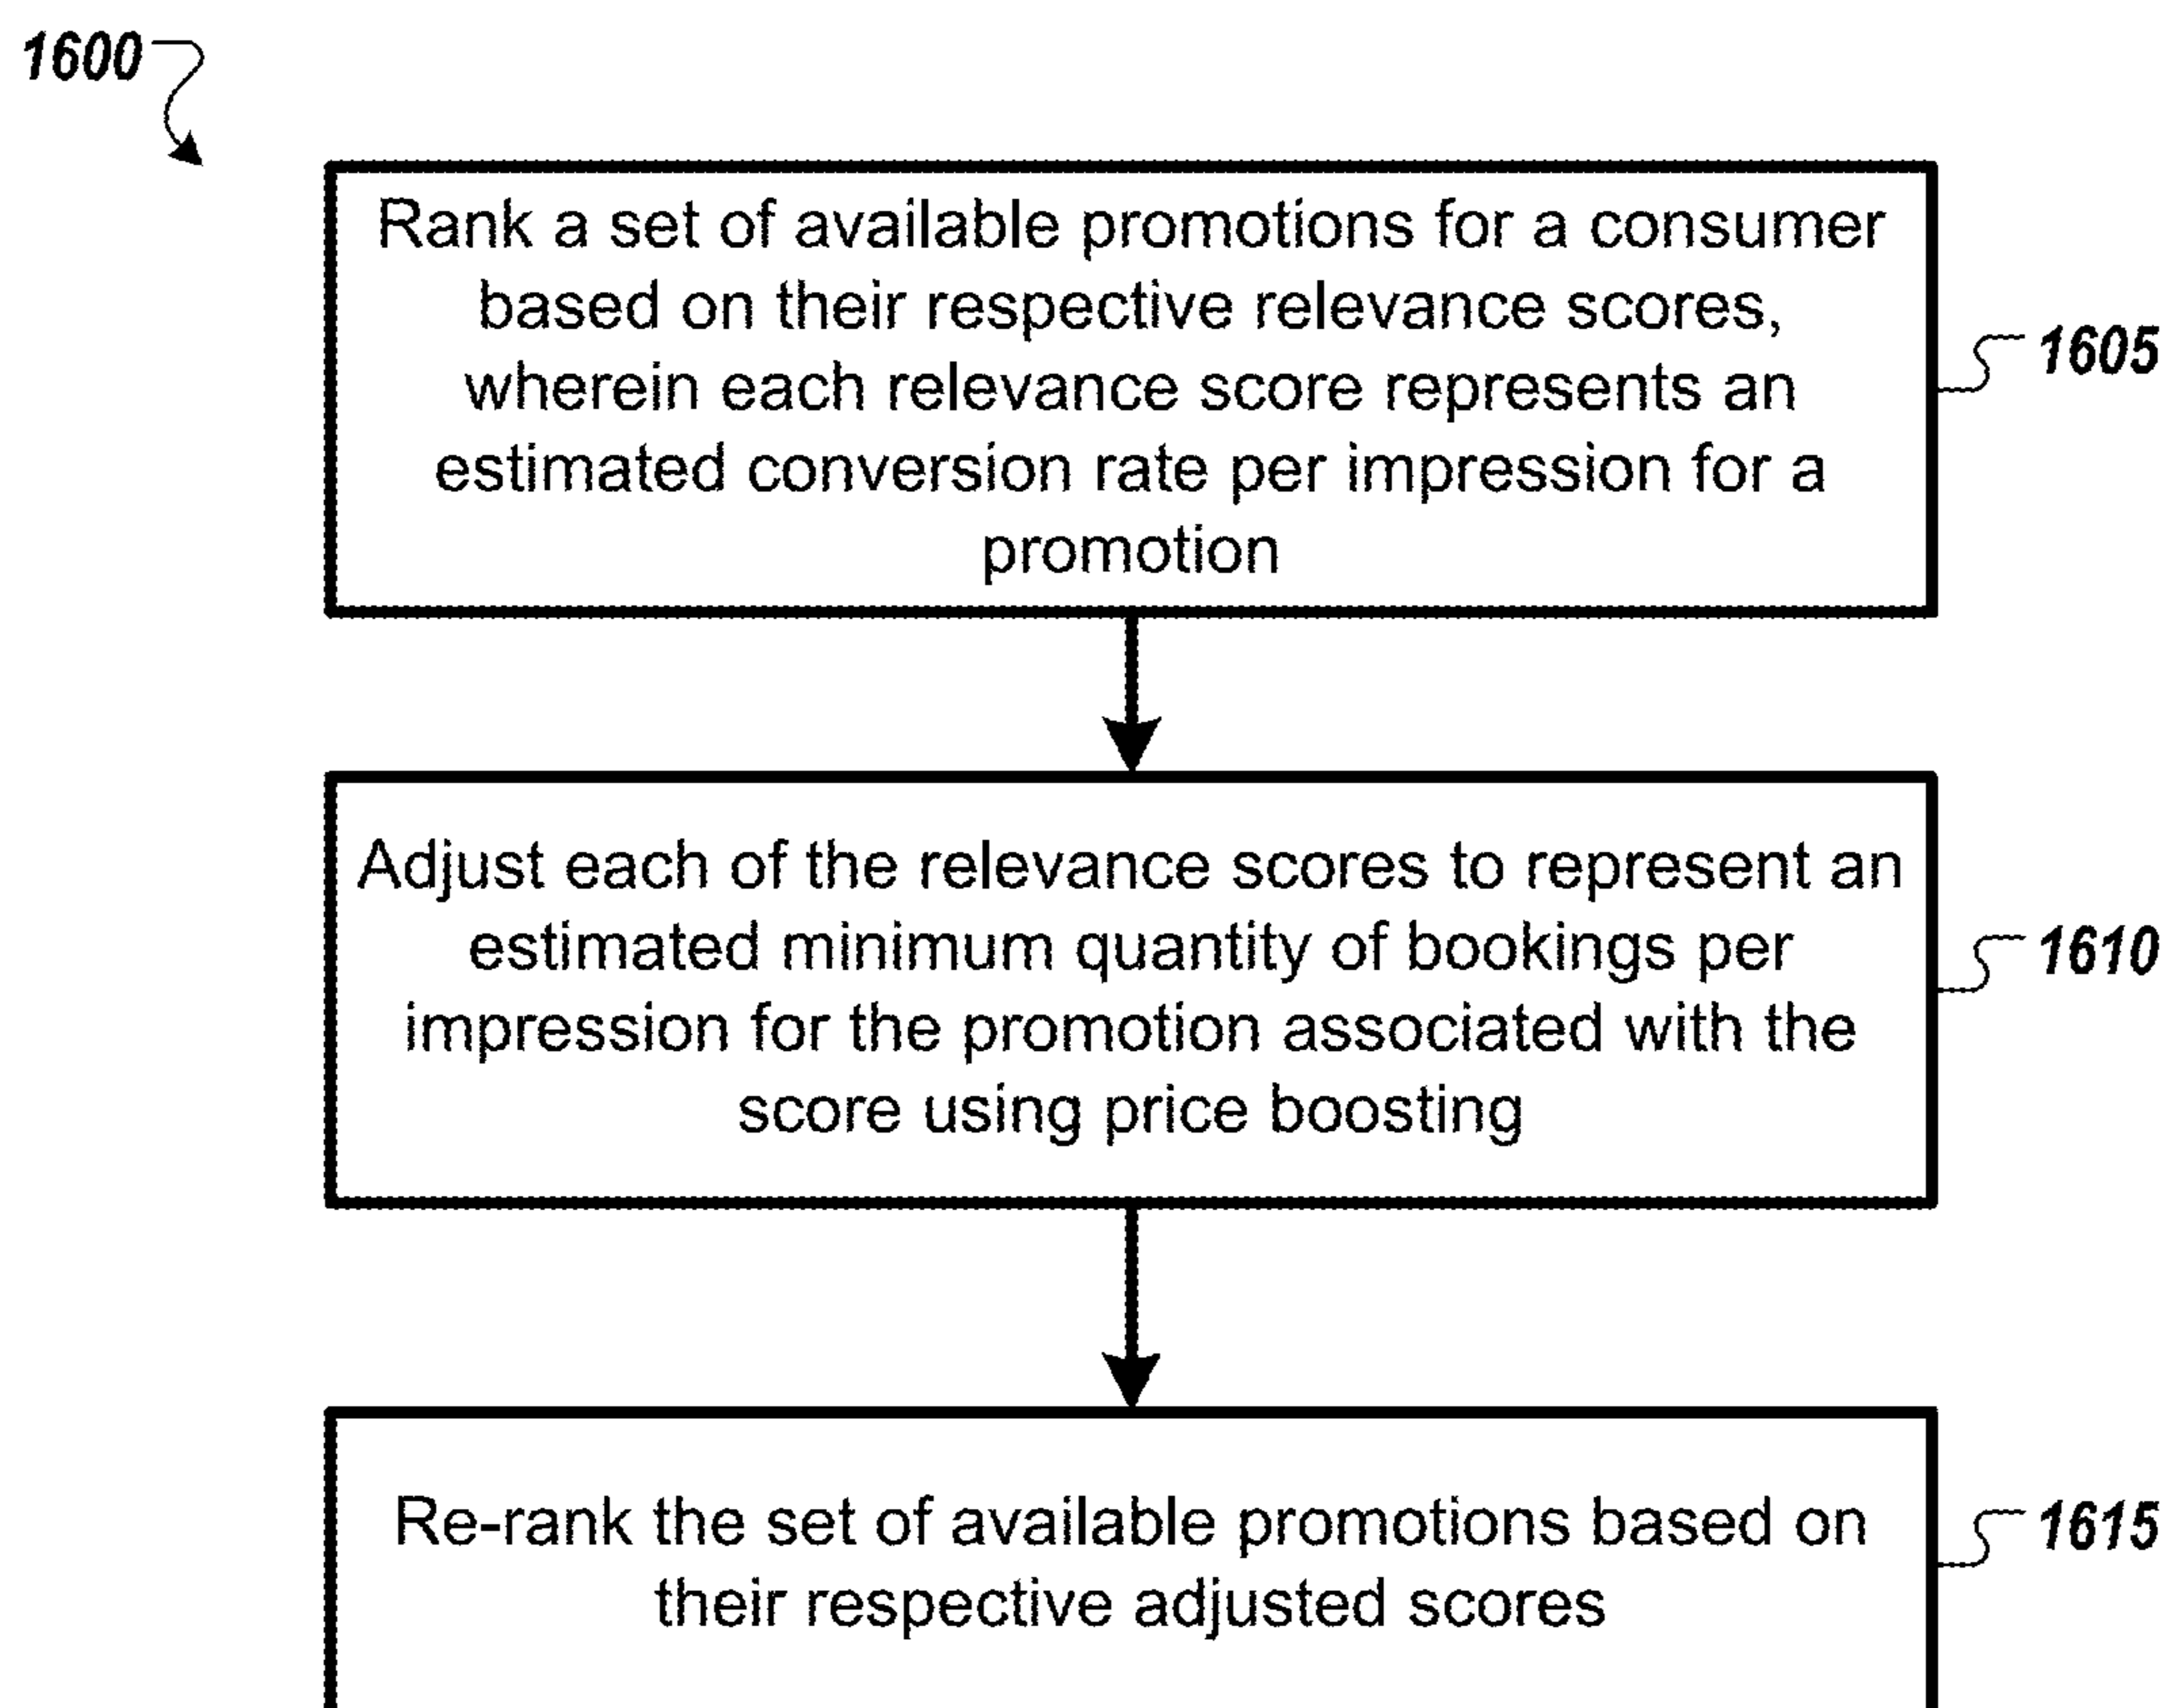 1600
Rank a set of available promotions for a consumer
based on their respective relevance scores,
wherein each relevance score represents an
estimated conversion rate per impression for a
promotion
1605
Adjust each of the relevance scores to represent an
estimated minimum quantity of bookings per
impression for the promotion associated with the
score using price boosting
1610
Re-rank the set of available promotions based on
their respective adjusted scores
1615